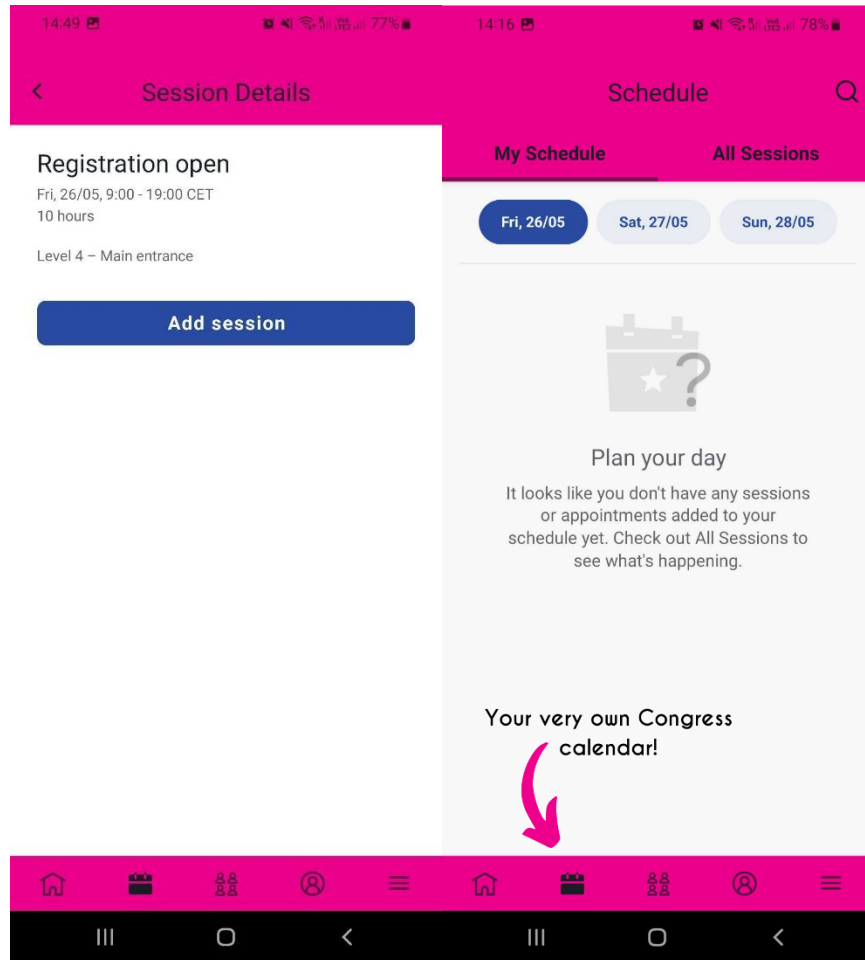 14:49
77%
Session Details
Registration open
Fri, 26/05, 9:00 - 19:00 CET
10 hours
Level 4 – Main entrance
Add session
14:16
78%
Schedule
My Schedule
All Sessions
Fri, 26/05
Sat, 27/05
Sun, 28/05
?
Plan your day
It looks like you don't have any sessions
or appointments added to your
schedule yet. Check out All Sessions to
see what's happening.
Your very own Congress
calendar!